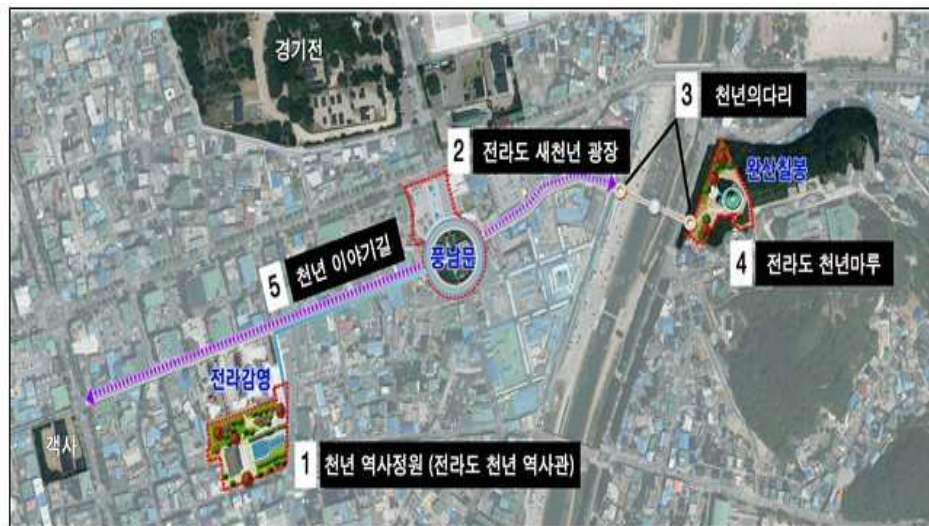 경기전
3 천년의다리
2 전라도 새천년 광장
완산칠봉
풍남문
4 전라도 천년마루
5 천년 이야기길
전라감영
객사
1 천년 역사정원 (전라도 천년 역사관)